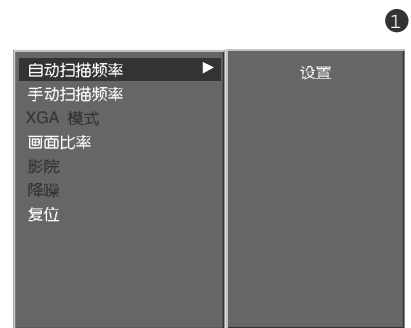 ❶
自动扫描频率 ▶
设置
手动扫描频率
XGA 模式
画面比率
影院
降噪
复位